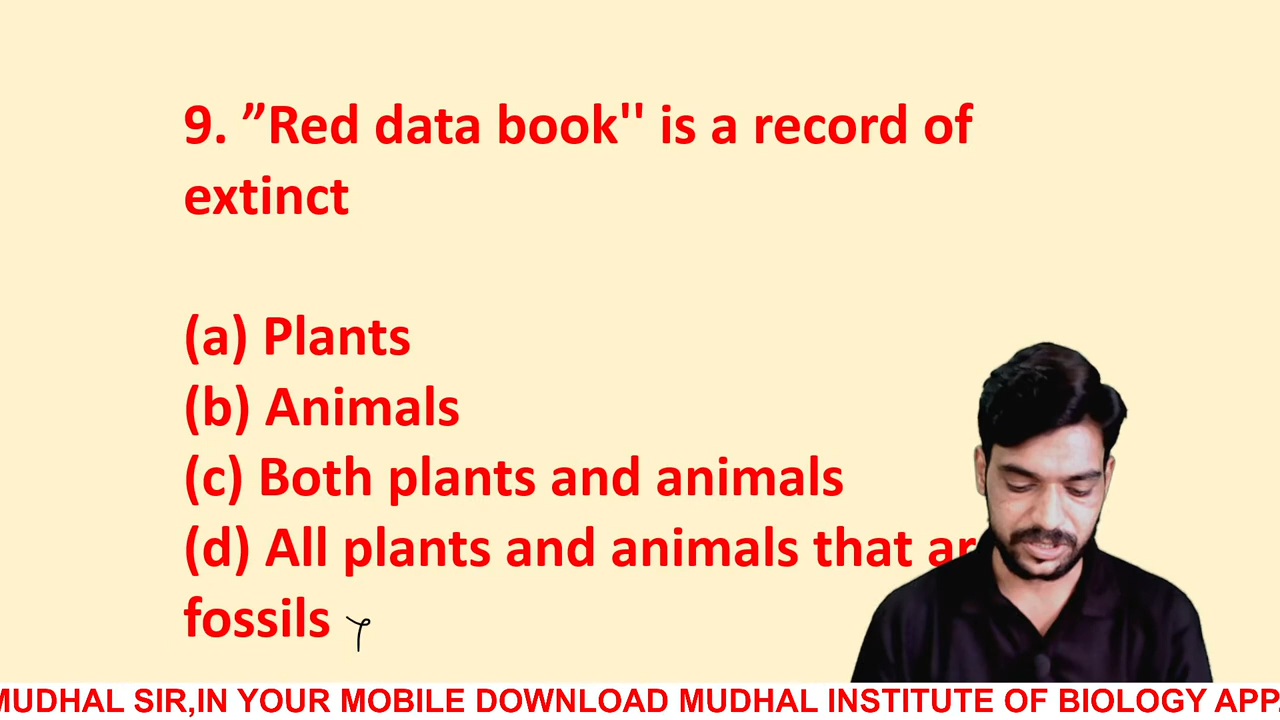 9. ”Red data book'' is a record of
extinct
(a) Plants
(b) Animals
(c) Both plants and animals
(d) All plants and animals that ar
fossils
MUDHAL SIR,IN YOUR MOBILE DOWNLOAD MUDHAL INSTITUTE OF BIOLOGY APP.